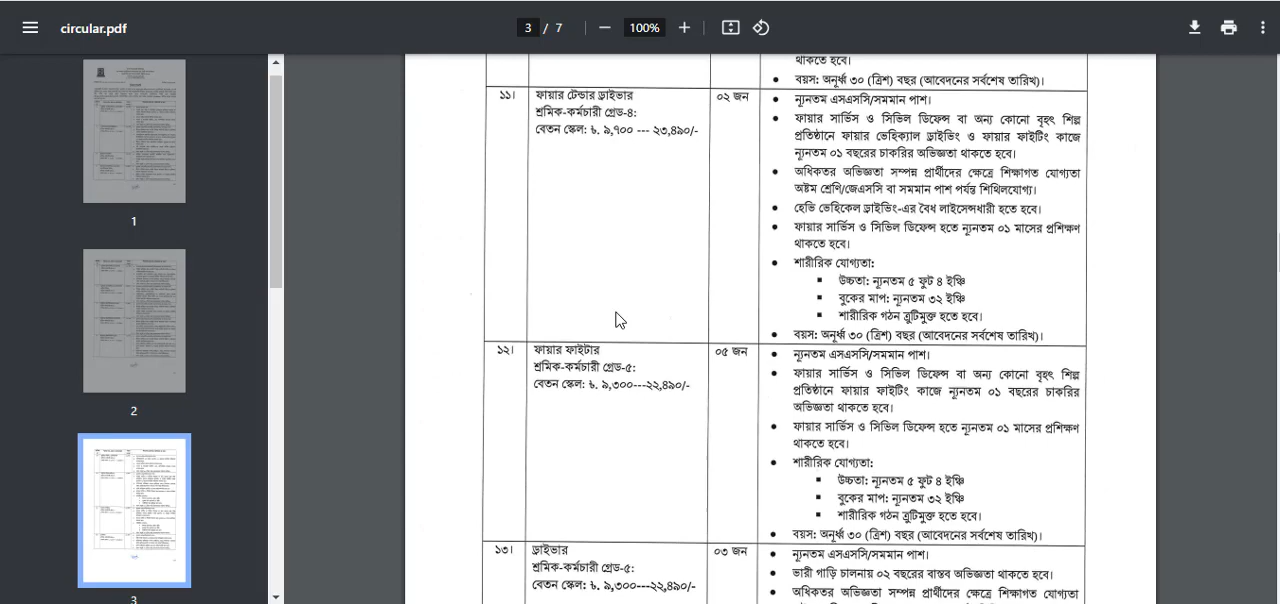 circular.pdf
3 / 7
100%
1
2
3
থাকতে হবে।
• বয়স: অনূর্ধ্ব ৩০ (ত্রিশ) বছর (আবেদনের সর্বশেষ তারিখ)।
১১।
ফায়ার টেন্ডার ড্রাইভার
শ্রমিক-কর্মচারী গ্রেড-৪:
বেতন স্কেল: ৳. ৯,৭০০ --- ২৩,৪৯০/-
০২ জন
• ন্যূনতম এসএসসি/সমমান পাশ।
• ফায়ার সার্ভিস ও সিভিল ডিফেন্স বা অন্য কোনো বৃহৎ শিল্প
প্রতিষ্ঠানে ফায়ার ভেহিক্যাল ড্রাইভিং ও ফায়ার ফাইটিং কাজে
ন্যূনতম ০১ বছরের চাকরির অভিজ্ঞতা থাকতে হবে।
• অধিকতর অভিজ্ঞতা সম্পন্ন প্রার্থীদের ক্ষেত্রে শিক্ষাগত যোগ্যতা
অষ্টম শ্রেণি/জেএসসি বা সমমান পাশ পর্যন্ত শিথিলযোগ্য।
• হেভি ভেহিকেল ড্রাইভিং-এর বৈধ লাইসেন্সধারী হতে হবে।
• ফায়ার সার্ভিস ও সিভিল ডিফেন্স হতে ন্যূনতম ০১ মাসের প্রশিক্ষণ
থাকতে হবে।
• শারীরিক যোগ্যতা:
▪ উচ্চতা: ন্যূনতম ৫ ফুট ৪ ইঞ্চি
▪ বুকের মাপ: ন্যূনতম ৩২ ইঞ্চি
▪ শারীরিক গঠন ত্রুটিমুক্ত হতে হবে।
• বয়স: অনূর্ধ্ব ৩০ (ত্রিশ) বছর (আবেদনের সর্বশেষ তারিখ)।
১২।
ফায়ার ফাইটার
শ্রমিক-কর্মচারী গ্রেড-৫:
বেতন স্কেল: ৳. ৯,৩০০---২২,৪৯০/-
০৫ জন
• ন্যূনতম এসএসসি/সমমান পাশ।
• ফায়ার সার্ভিস ও সিভিল ডিফেন্স বা অন্য কোনো বৃহৎ শিল্প
প্রতিষ্ঠানে ফায়ার ফাইটিং কাজে ন্যূনতম ০১ বছরের চাকরির
অভিজ্ঞতা থাকতে হবে।
• ফায়ার সার্ভিস ও সিভিল ডিফেন্স হতে ন্যূনতম ০১ মাসের প্রশিক্ষণ
থাকতে হবে।
• শারীরিক যোগ্যতা:
▪ উচ্চতা: ন্যূনতম ৫ ফুট ৪ ইঞ্চি
▪ বুকের মাপ: ন্যূনতম ৩২ ইঞ্চি
▪ শারীরিক গঠন ত্রুটিমুক্ত হতে হবে।
• বয়স: অনূর্ধ্ব ৩০ (ত্রিশ) বছর (আবেদনের সর্বশেষ তারিখ)।
১৩।
ড্রাইভার
শ্রমিক-কর্মচারী গ্রেড-৫:
বেতন স্কেল: ৳. ৯,৩০০---২২,৪৯০/-
০৩ জন
• ন্যূনতম এসএসসি/সমমান পাশ।
• ভারী গাড়ি চালনায় ০২ বছরের বাস্তব অভিজ্ঞতা থাকতে হবে।
• অধিকতর অভিজ্ঞতা সম্পন্ন প্রার্থীদের ক্ষেত্রে শিক্ষাগত যোগ্যতা